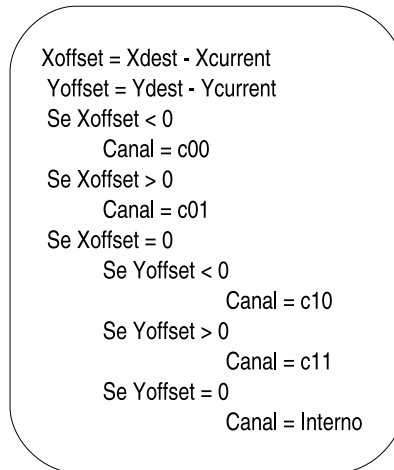 Xoffset = Xdest - Xcurrent
Yoffset = Ydest - Ycurrent
Se Xoffset < 0
Canal = c00
Se Xoffset > 0
Canal = c01
Se Xoffset = 0
Se Yoffset < 0
Canal = c10
Se Yoffset > 0
Canal = c11
Se Yoffset = 0
Canal = Interno